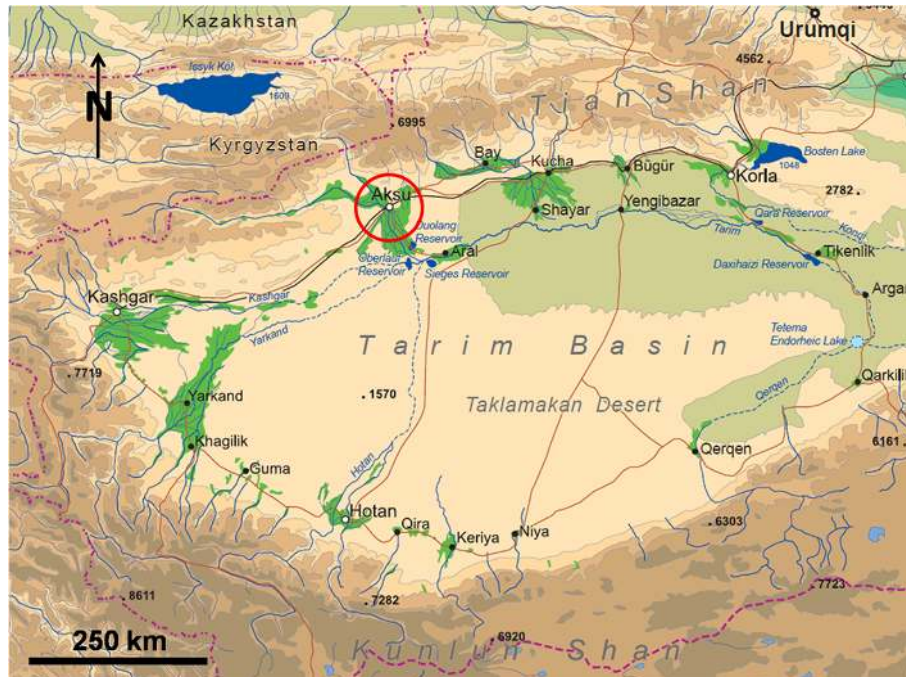 Kazakhstan
Urumqi
4562
Issyk Köl
1609
N
Tian Shan
6995
Kyrgyzstan
Bay
Kucha
Bügür
Bosten Lake
1048
Korla
Aksu
2782
Shayar
Yengibazar
Qara Reservoir
Duolang
Reservoir
Tarim
Konqi
Aral
Tikenlik
Oberlauf
Reservoir
Sieges Reservoir
Daxihaizi Reservoir
Kashgar
Kashgar
Argan
Yarkand
Tarim Basin
Tetema
Endorheic Lake
7719
Qarkilik
1570
Qerqen
Yarkand
Taklamakan Desert
Khagilik
Qerqen
6161
Guma
Hotan
Hotan
Qira
6303
Keriya
Niya
8611
7282
7723
250 km
6920
Kunlun Shan